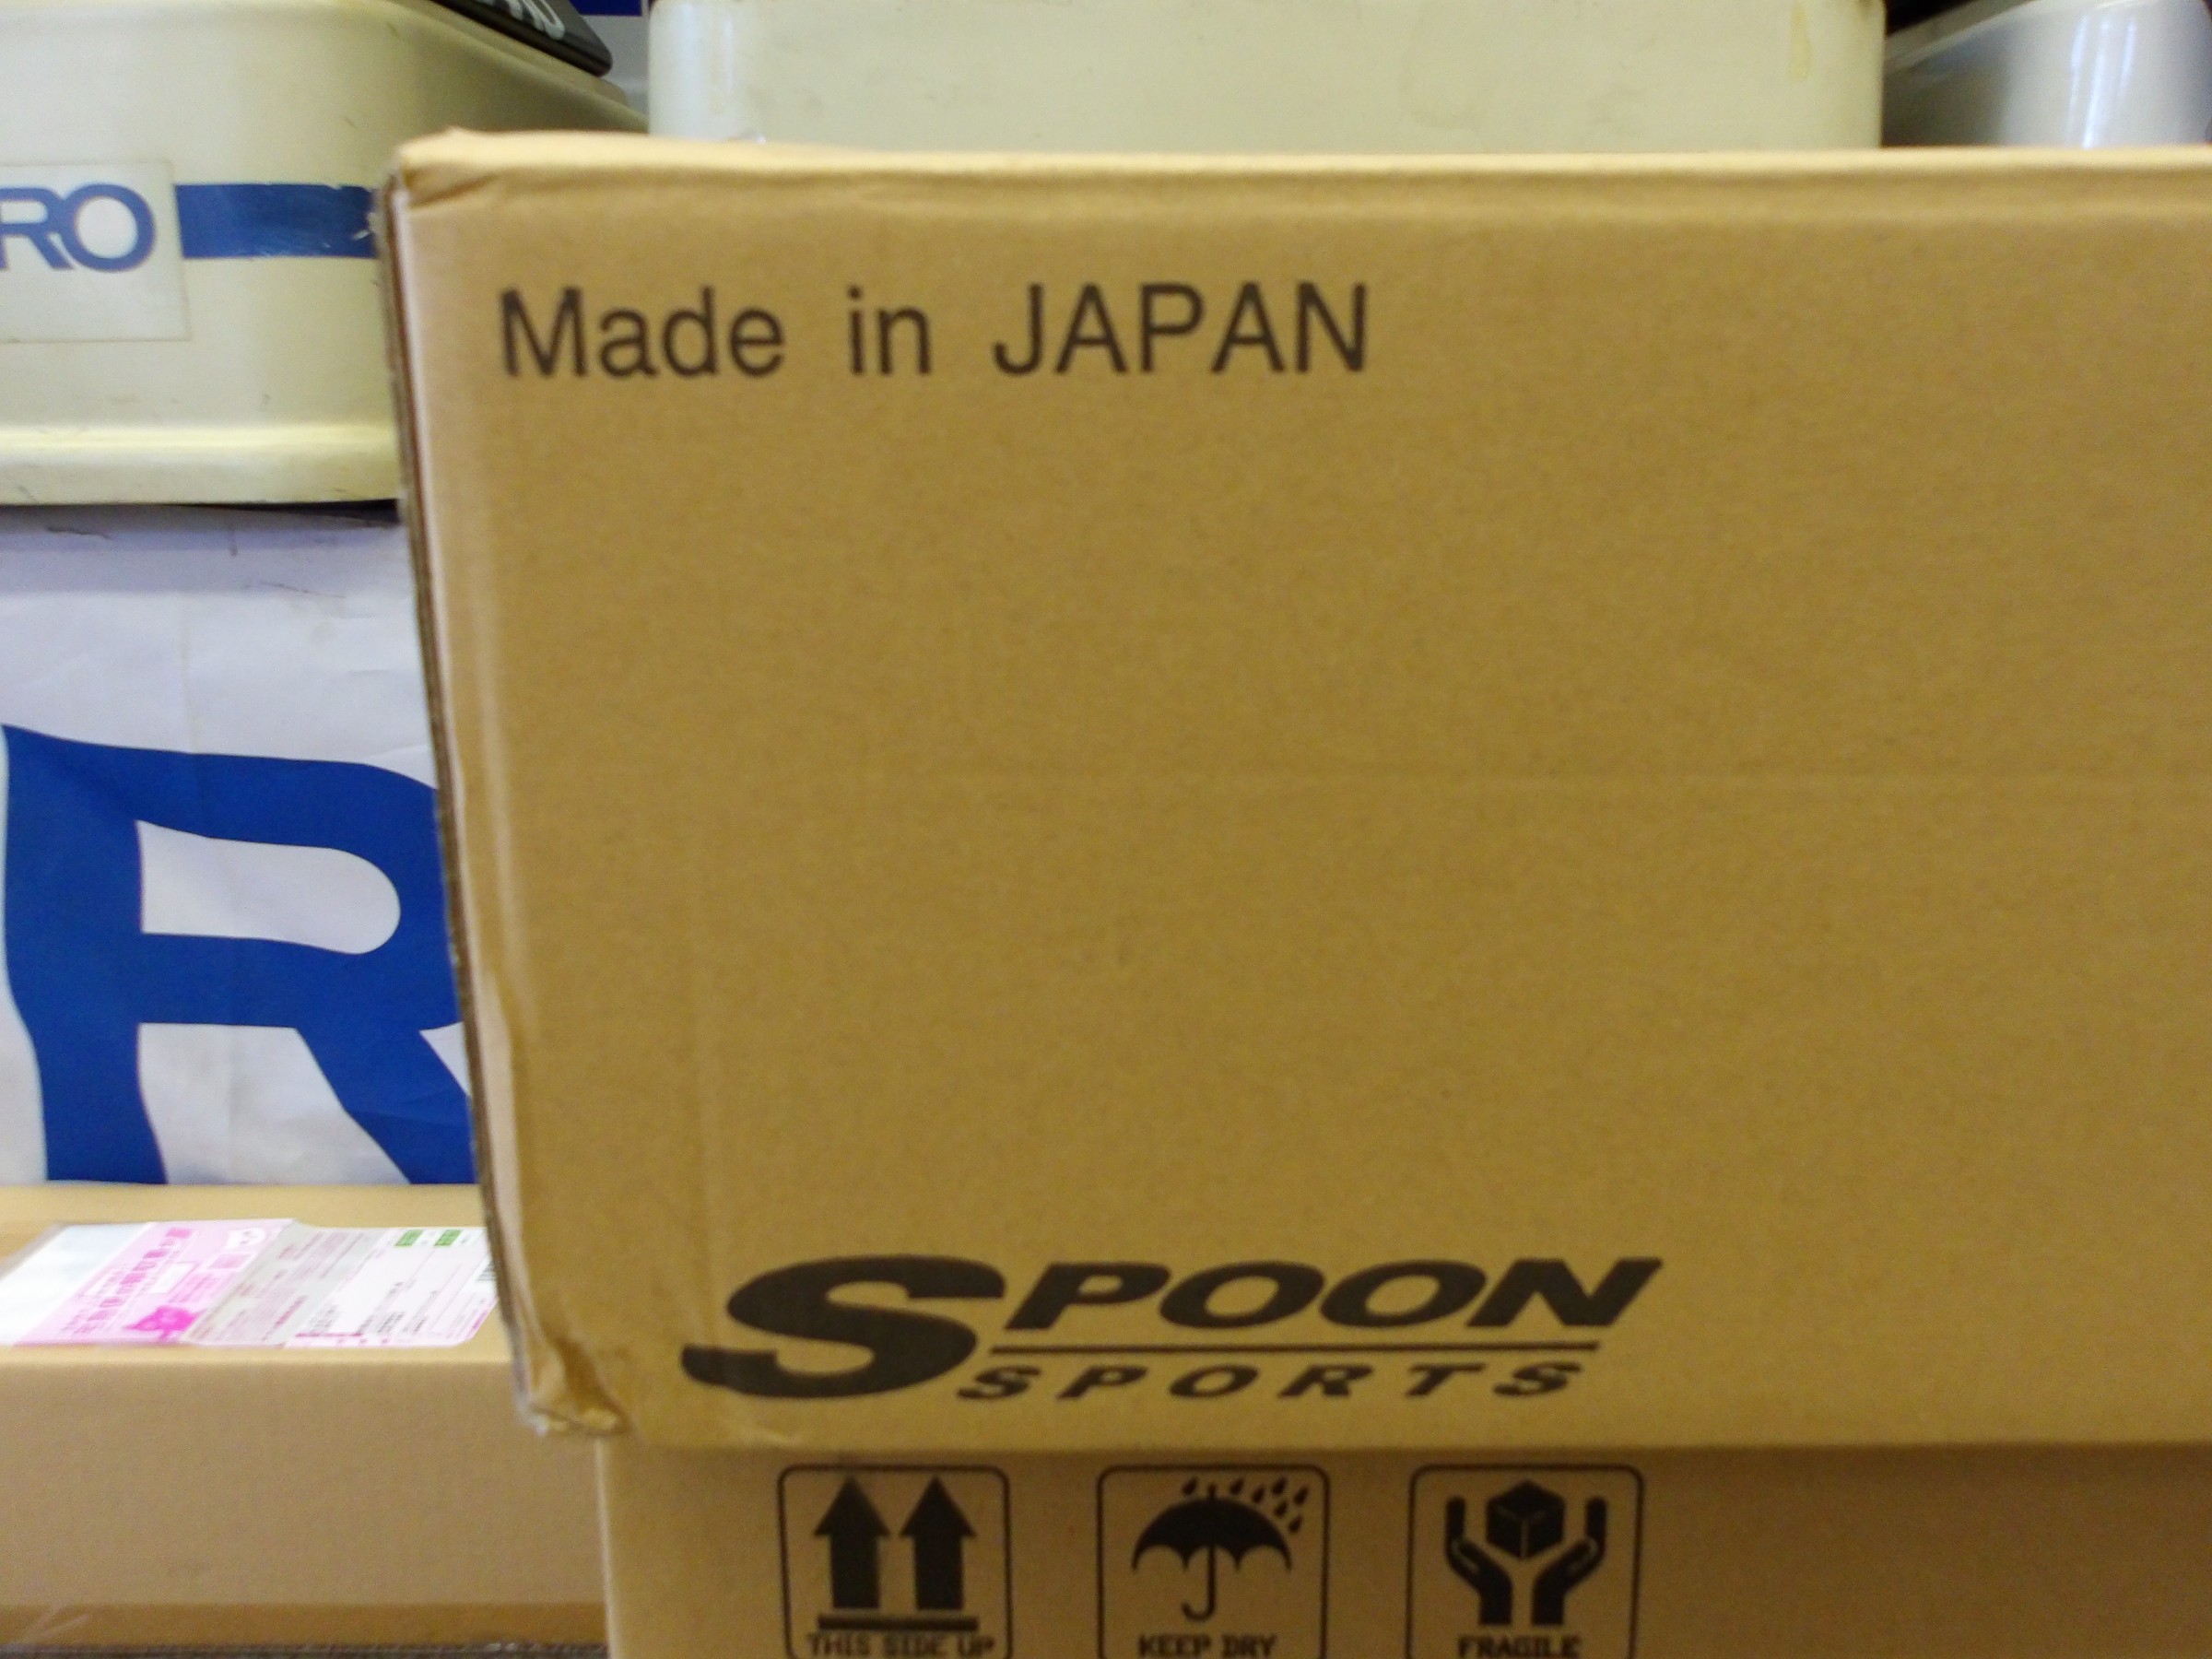 RO
Made in JAPAN
R
SPOON
SPORTS
THIS SIDE UP
KEEP DRY
FRAGILE